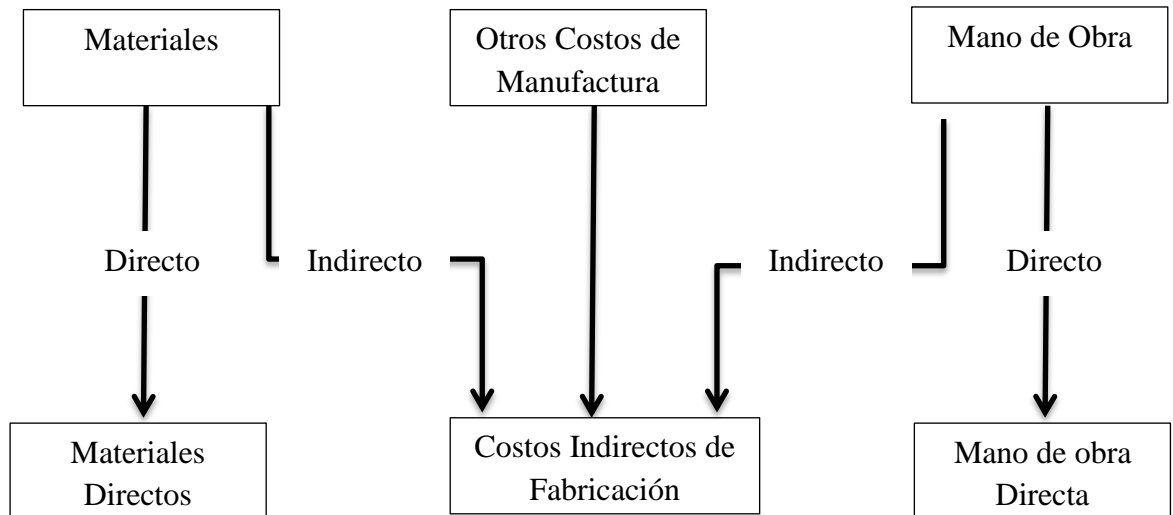 Materiales
Otros Costos de
Manufactura
Mano de Obra
Directo
Indirecto
Indirecto
Directo
Materiales
Directos
Costos Indirectos de
Fabricación
Mano de obra
Directa